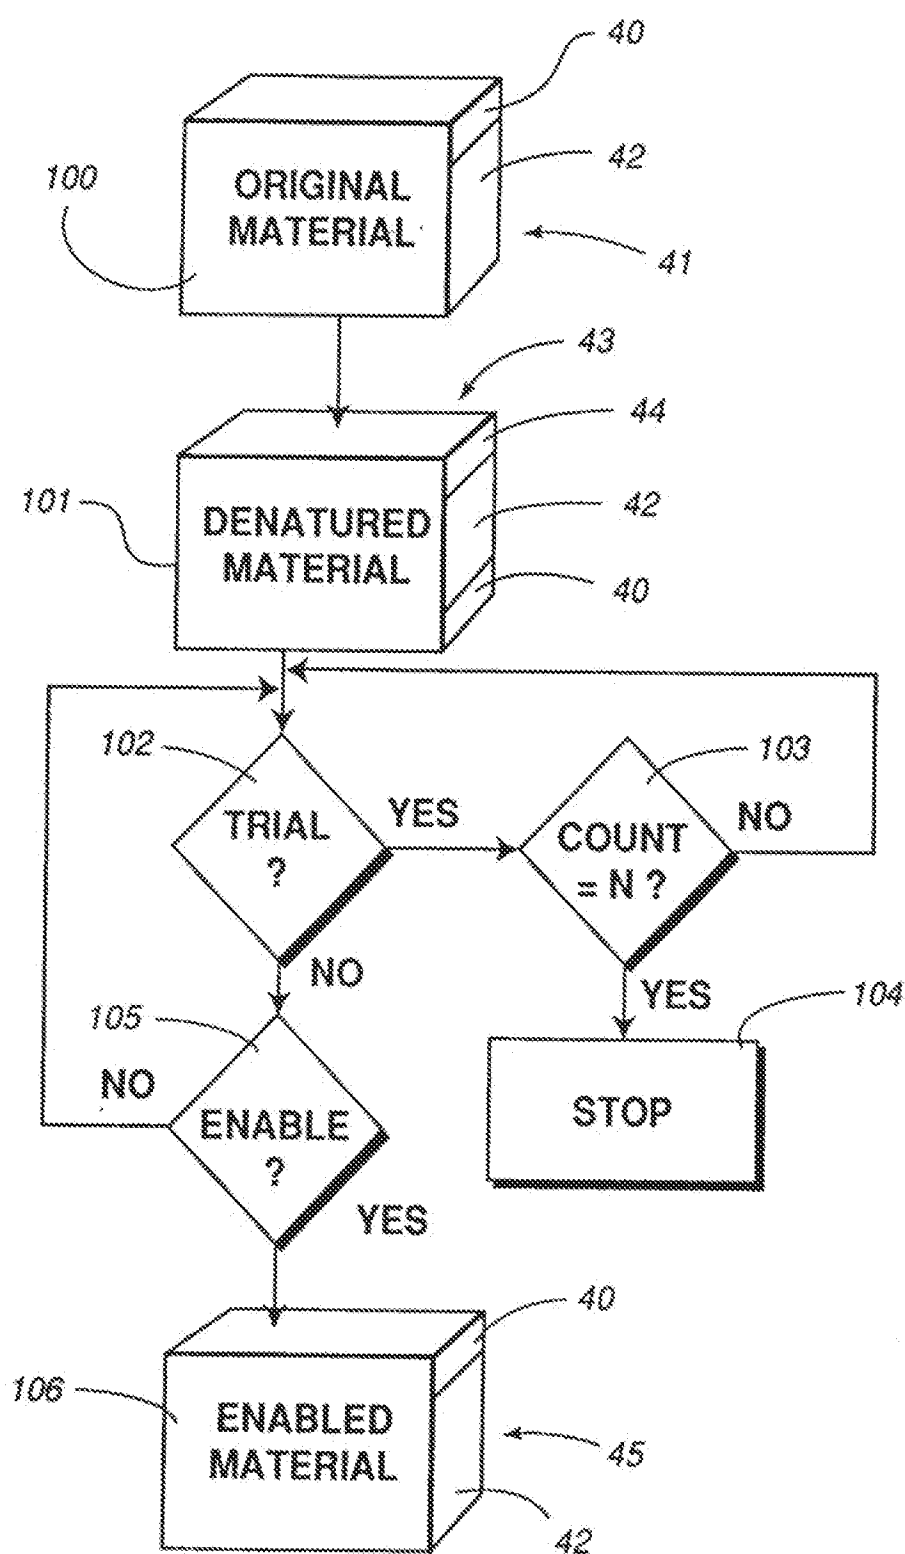 40
42
100
ORIGINAL
MATERIAL
41
43
44
101
DENATURED
MATERIAL
42
40
102
TRIAL
?
YES
103
COUNT
= N ?
NO
NO
YES
104
STOP
105
NO
ENABLE
?
YES
40
106
ENABLED
MATERIAL
45
42